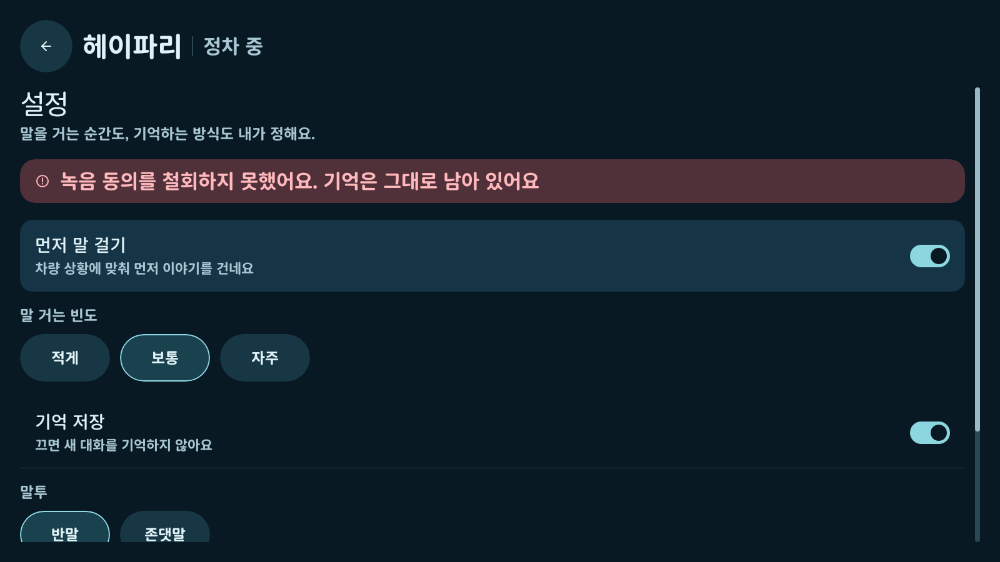 헤이파리 정차 중
설정
말을 거는 순간도, 기억하는 방식도 내가 정해요.
녹음 동의를 철회하지 못했어요. 기억은 그대로 남아 있어요
먼저 말 걸기
차량 상황에 맞춰 먼저 이야기를 건네요
말 거는 빈도
적게 보통 자주
기억 저장
끄면 새 대화를 기억하지 않아요
말투
반말 존댓말